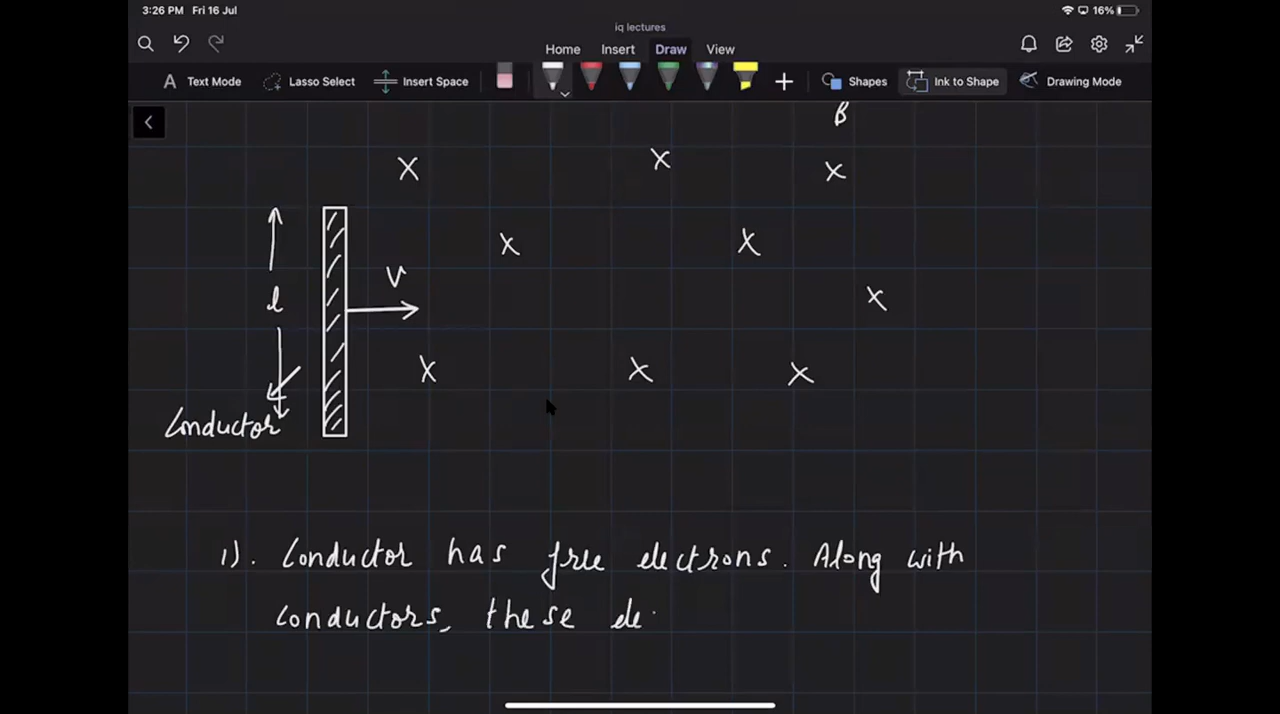 3:26 PM Fri 16 Jul
16%
iq lectures
Home Insert Draw View
Text Mode Lasso Select Insert Space Shapes Ink to Shape Drawing Mode
B
X X X
X X
V
l
X
X X X
Conductor
1). Conductor has free electrons. Along with
conductors, these ele